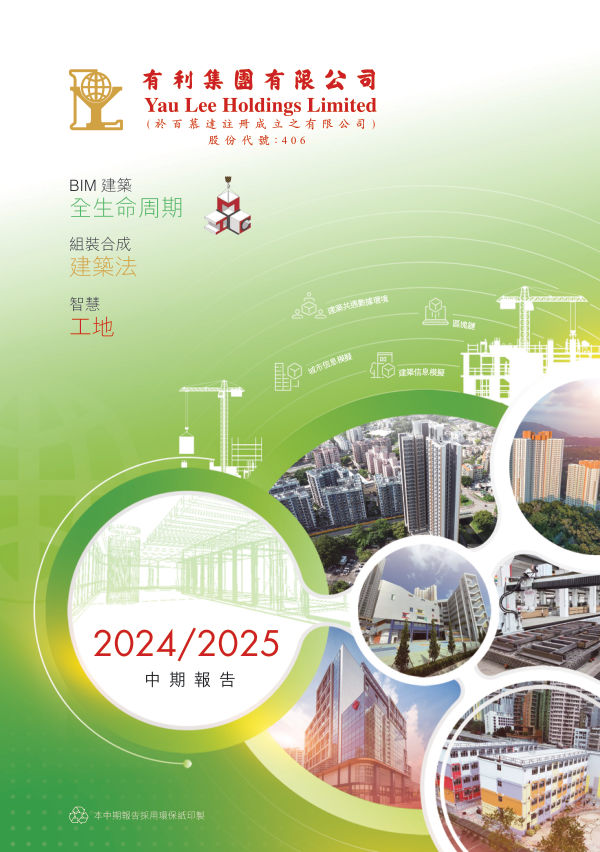 有利集團有限公司
Yau Lee Holdings Limited
(於百慕達註冊成立之有限公司)
股份代號:406
BIM 建築
全生命周期
MiC
組裝合成
建築法
智慧
工地
建築共通數據環境
區塊鏈
城市信息模擬
建築信息模擬
2024/2025
中期報告
本中期報告採用環保紙印製